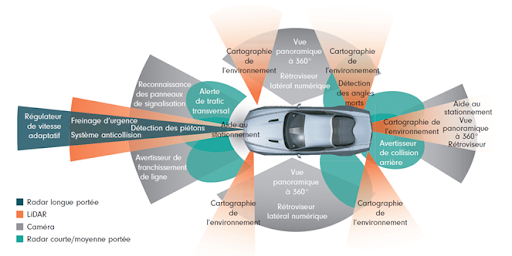 Vue
panoramique
à 360°
Rétroviseur
latéral numérique
Cartographie
de
l'environnement
Cartographie
de
l'environnement
Reconnaissance
des panneaux
de signalisation
Alerte
de trafic
transversal
Détection
des angles
morts
Régulateur
de vitesse
adaptatif
Freinage d'urgence
Système anticollision
Détection des piétons
Aide au
stationnement
Cartographie de
l'environnement
Aide au
stationnement
Vue
panoramique
à 360°
Rétroviseur
Avertisseur de
franchissement
de ligne
Avertisseur
de collision
arrière
Vue
panoramique
à 360°
Rétroviseur
latéral numérique
Cartographie
de
l'environnement
Cartographie
de
l'environnement
Radar longue portée
LiDAR
Caméra
Radar courte/moyenne portée